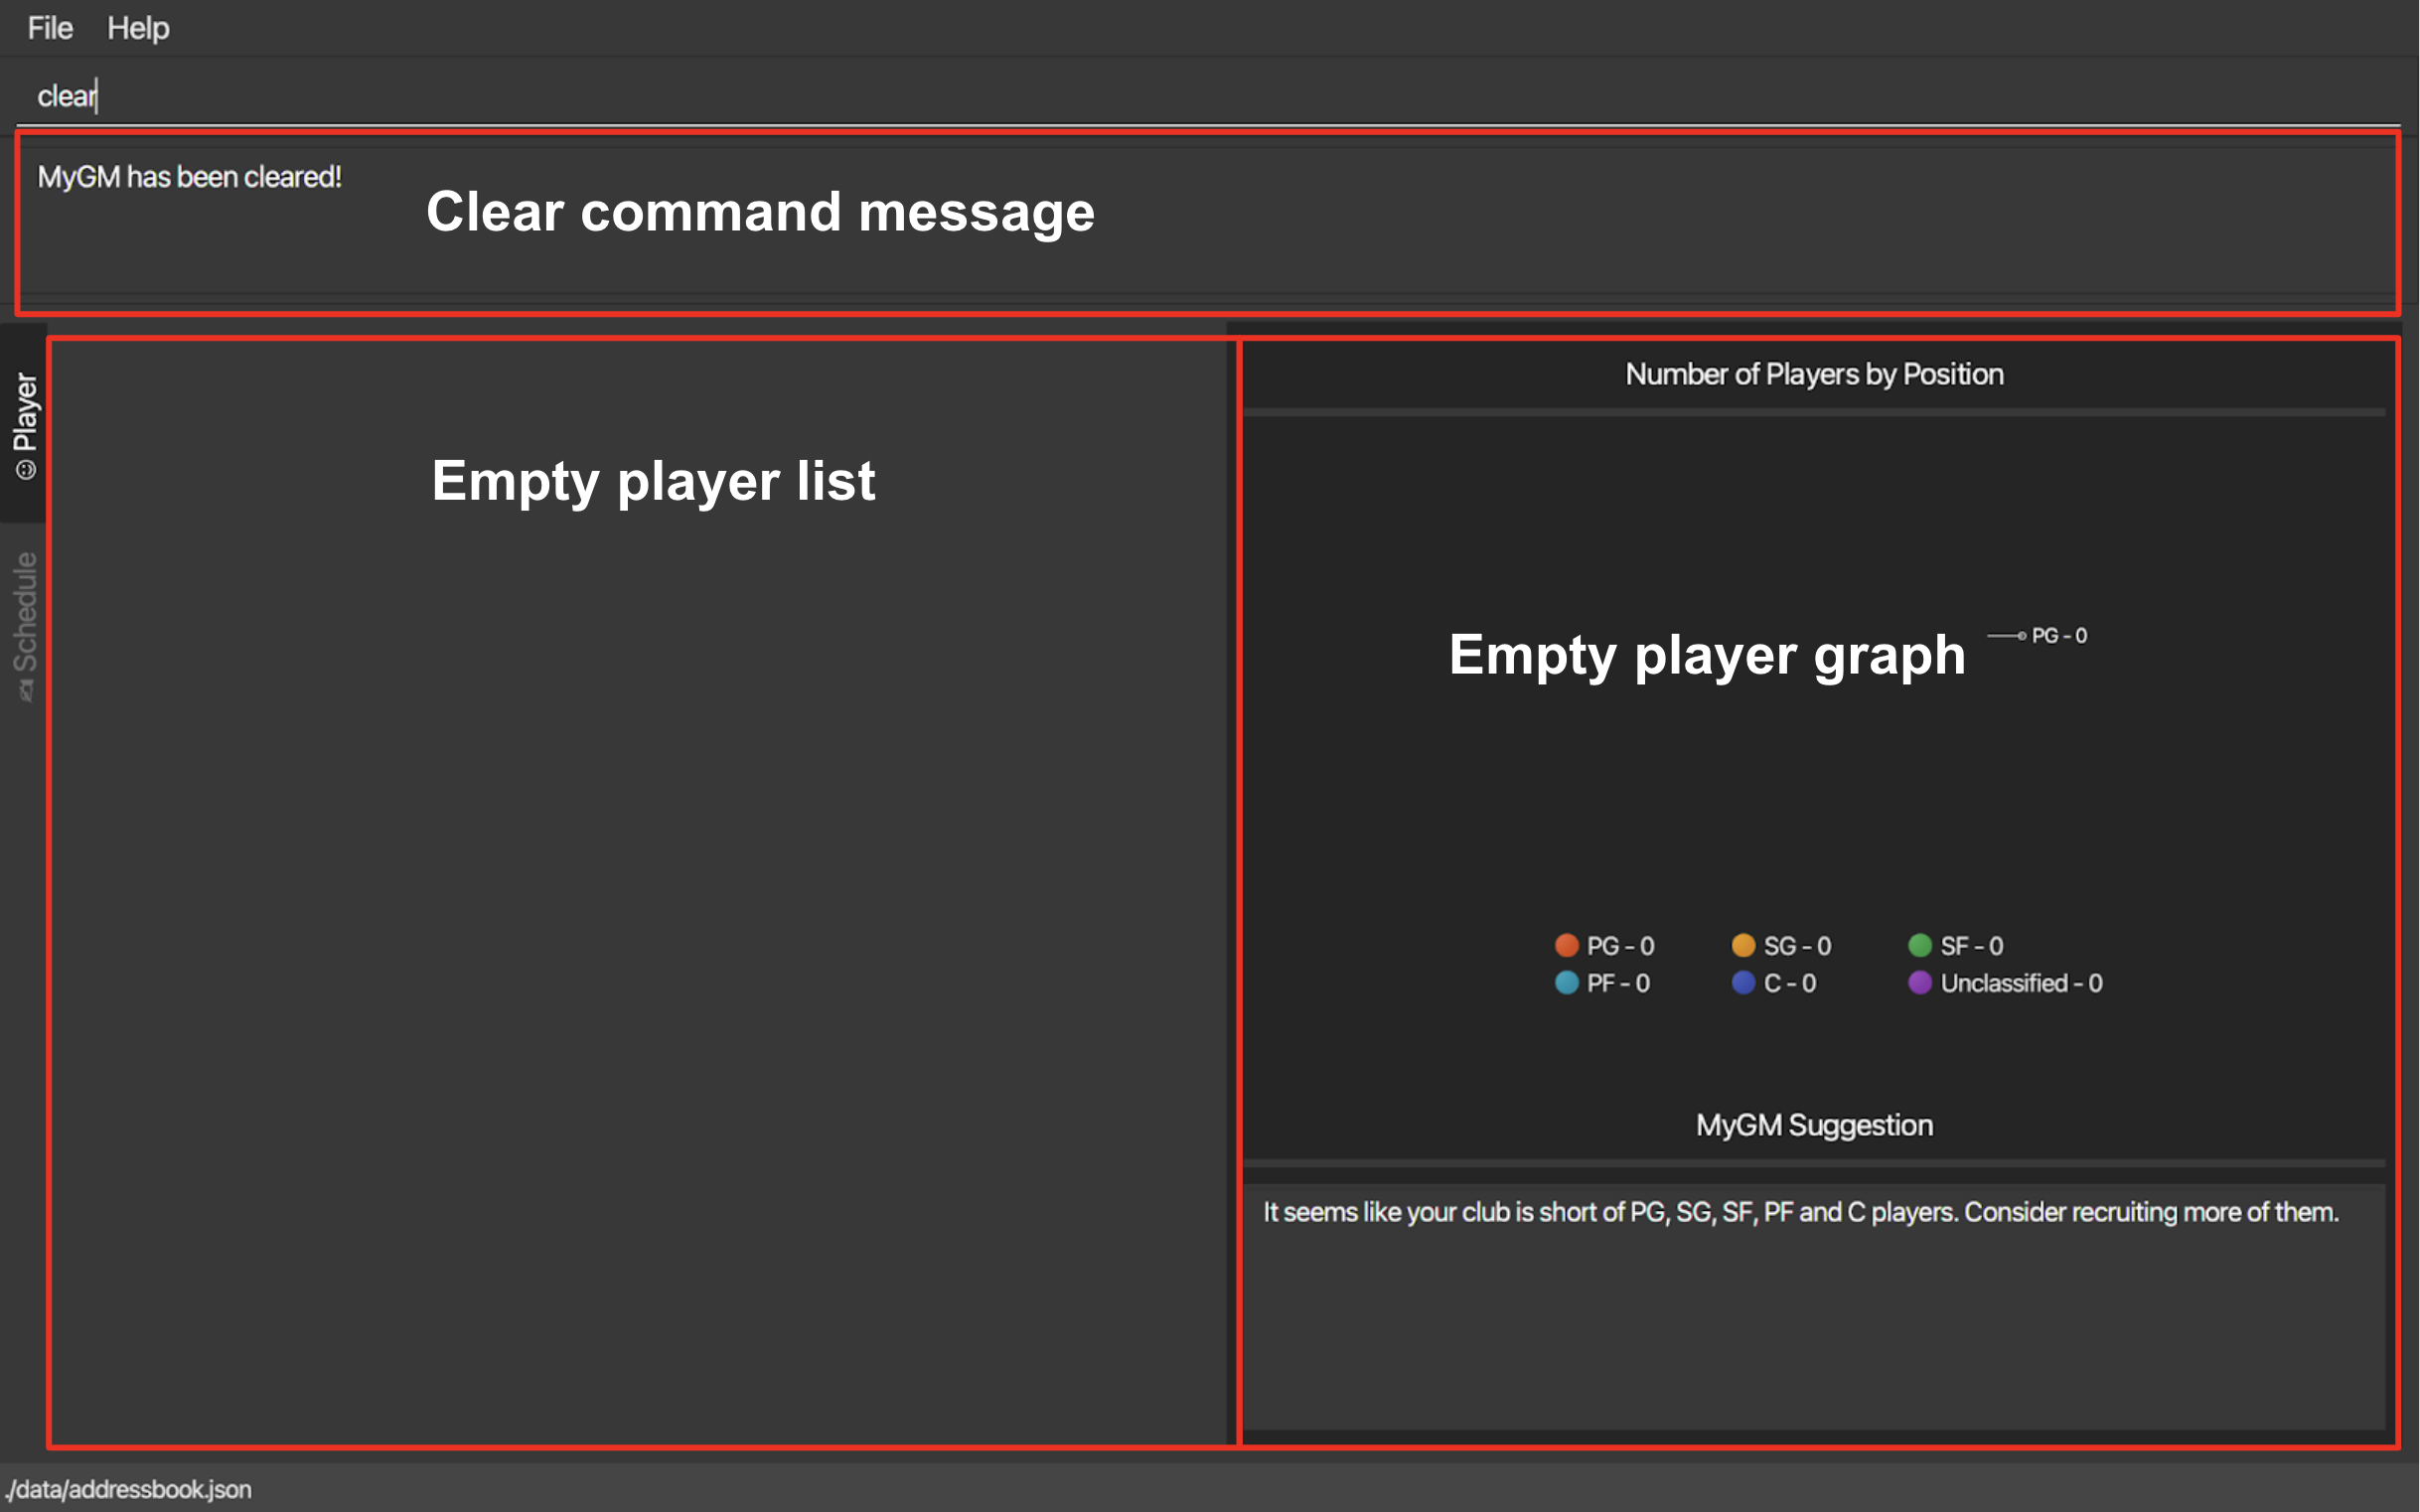 File Help
clear
MyGM has been cleared!
Clear command message
Player
Schedule
Empty player list
Number of Players by Position
Empty player graph
PG - 0
PG - 0 SG - 0 SF - 0
PF - 0 C - 0 Unclassified - 0
MyGM Suggestion
It seems like your club is short of PG, SG, SF, PF and C players. Consider recruiting more of them.
./data/addressbook.json